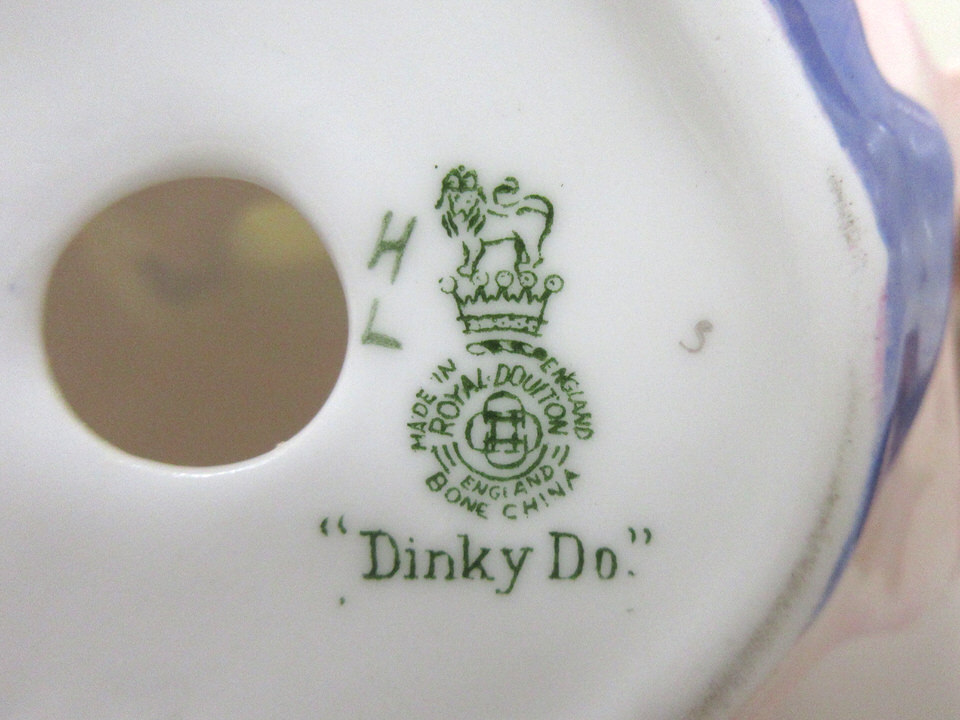 H
L
S
MADE IN ENGLAND
ROYAL DOULTON
ENGLAND
BONE CHINA
"Dinky Do."